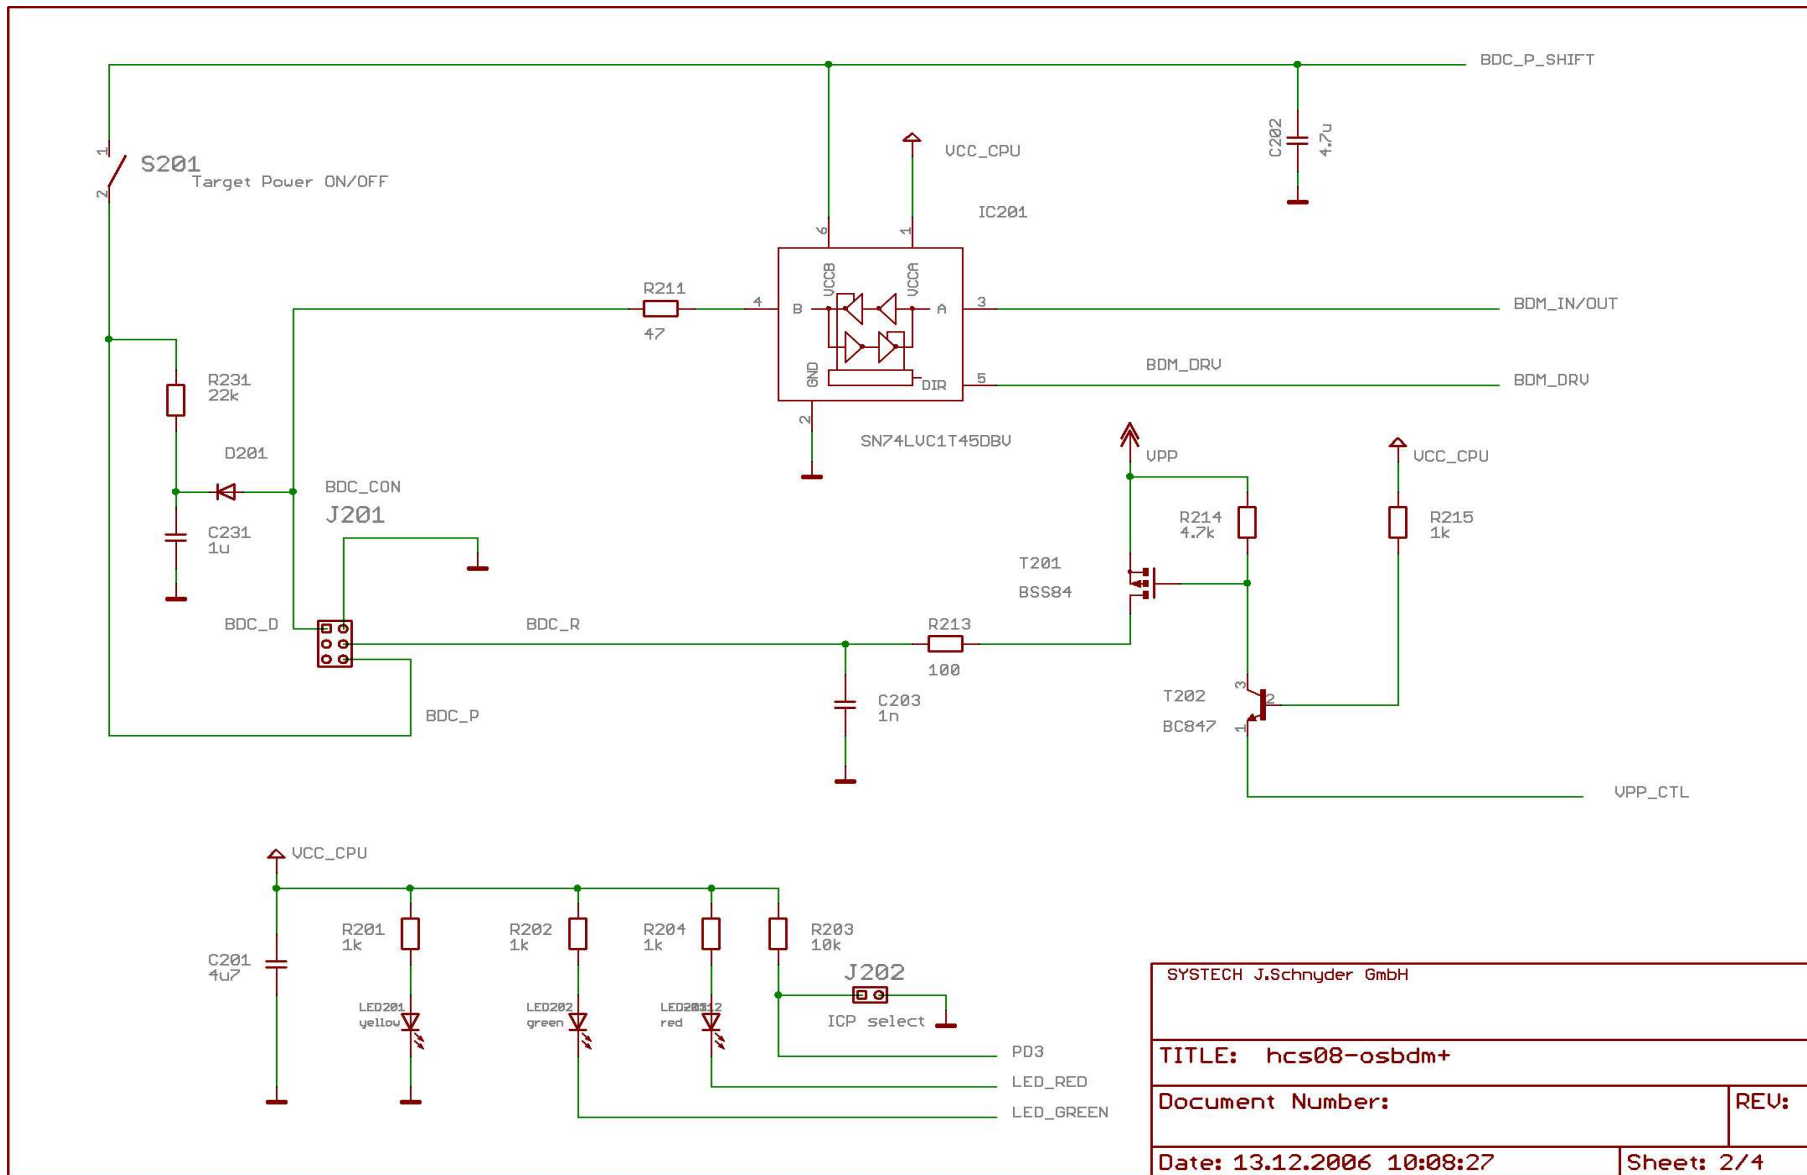 BDC_P_SHIFT
1
S201
Target Power ON/OFF
2
C202
4.7u
VCC_CPU
IC201
6
1
VCCB
VCCA
R211
47
4
B
A
3
BDM_IN/OUT
GND
DIR
5
BDM_DRV
BDM_DRV
2
SN74LVC1T45DBV
R231
22k
D201
BDC_CON
J201
C231
1u
VPP
VCC_CPU
R214
4.7k
R215
1k
T201
BSS84
BDC_D
BDC_R
R213
100
BDC_P
C203
1n
T202
BC847
3
2
1
VPP_CTL
VCC_CPU
R201
1k
R202
1k
R204
1k
R203
10k
C201
4u7
J202
ICP select
LED201
yellow
LED202
green
red
PD3
LED_RED
LED_GREEN
SYSTECH J.Schnyder GmbH
TITLE: hcs08-osbdm+
Document Number:
REV:
Date: 13.12.2006 10:08:27
Sheet: 2/4